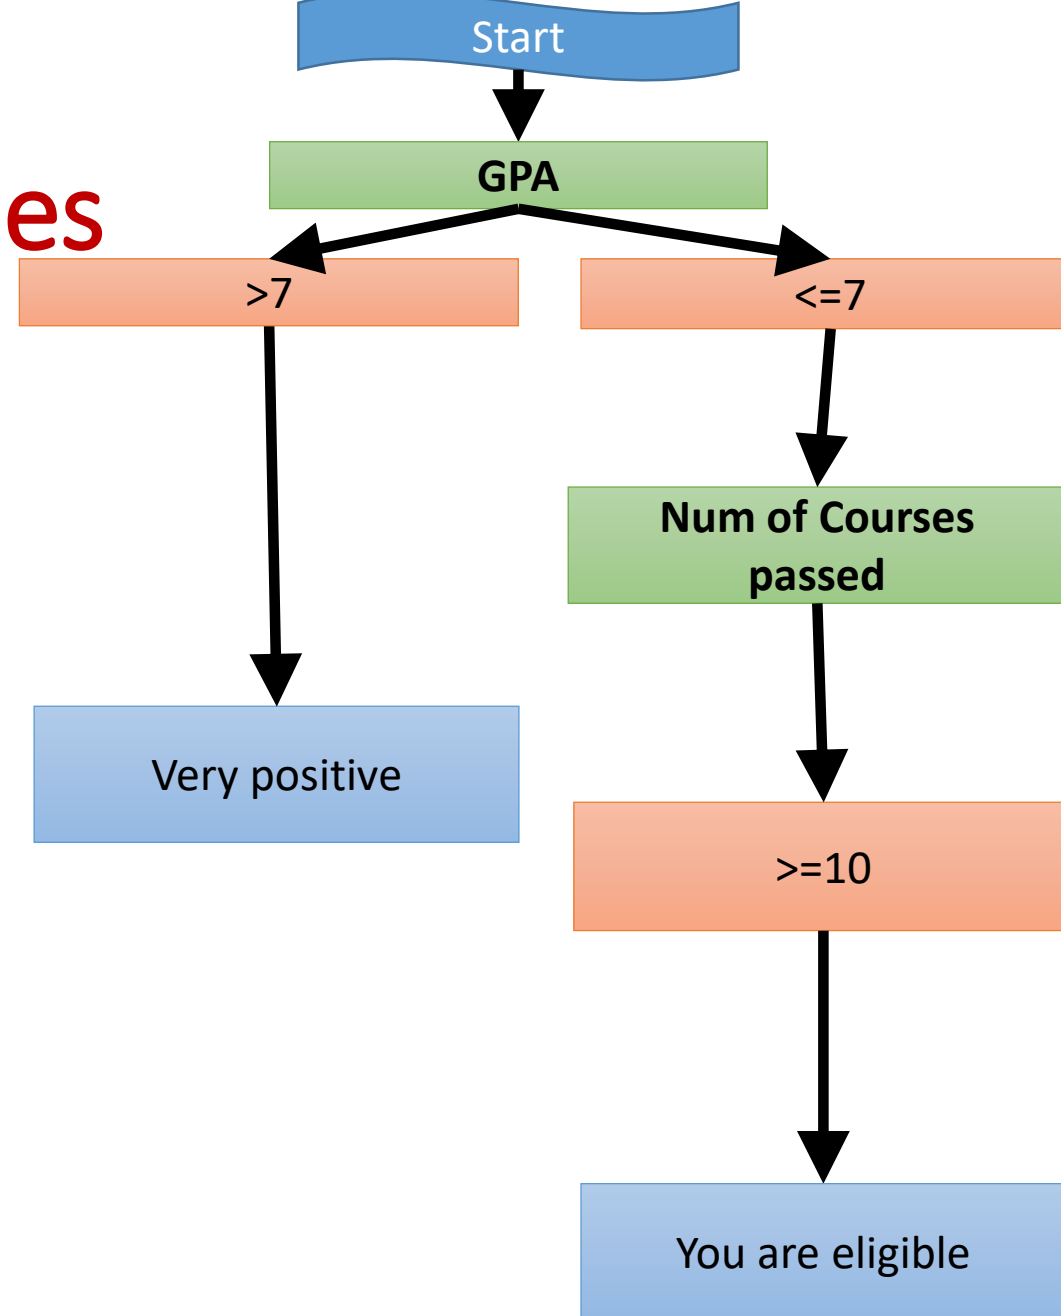 Start
GPA
es
>7
<=7
Num of Courses
passed
Very positive
>=10
You are eligible